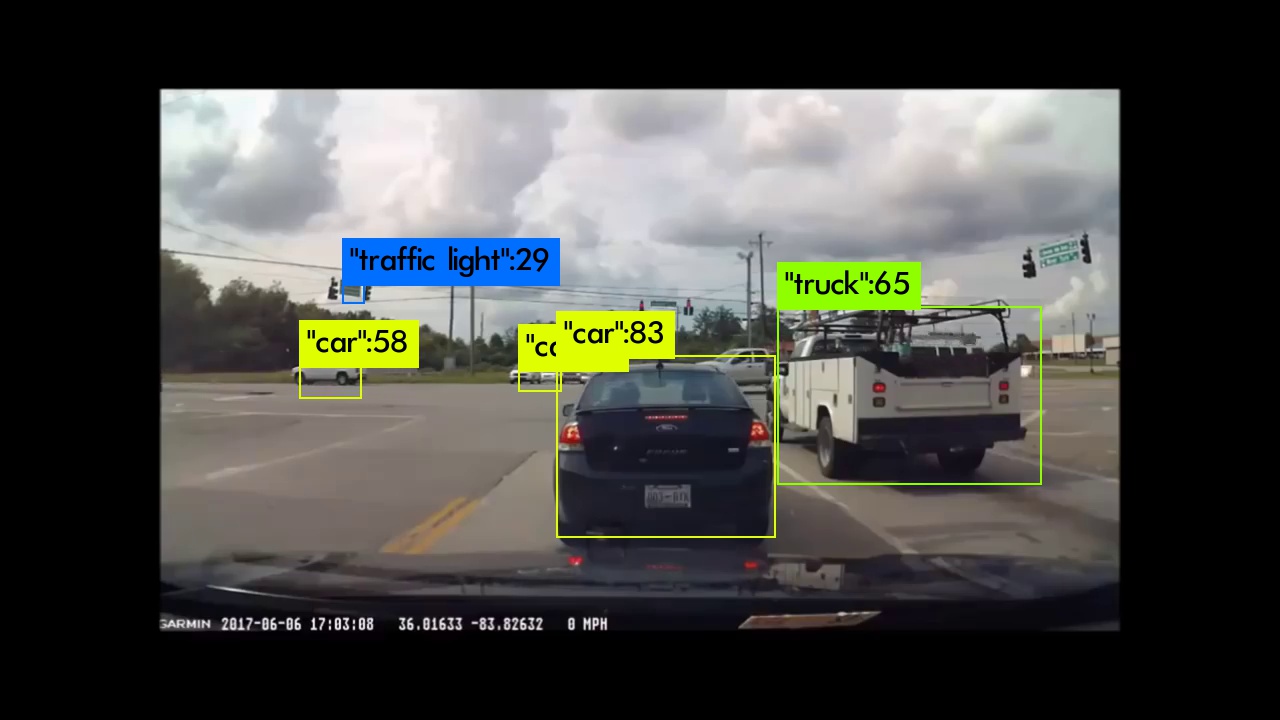 "traffic light":29
"truck":65
"car":58
"car":83
GARMIN 2017-06-06 17:03:08 36.01633 -83.82632 0 MPH